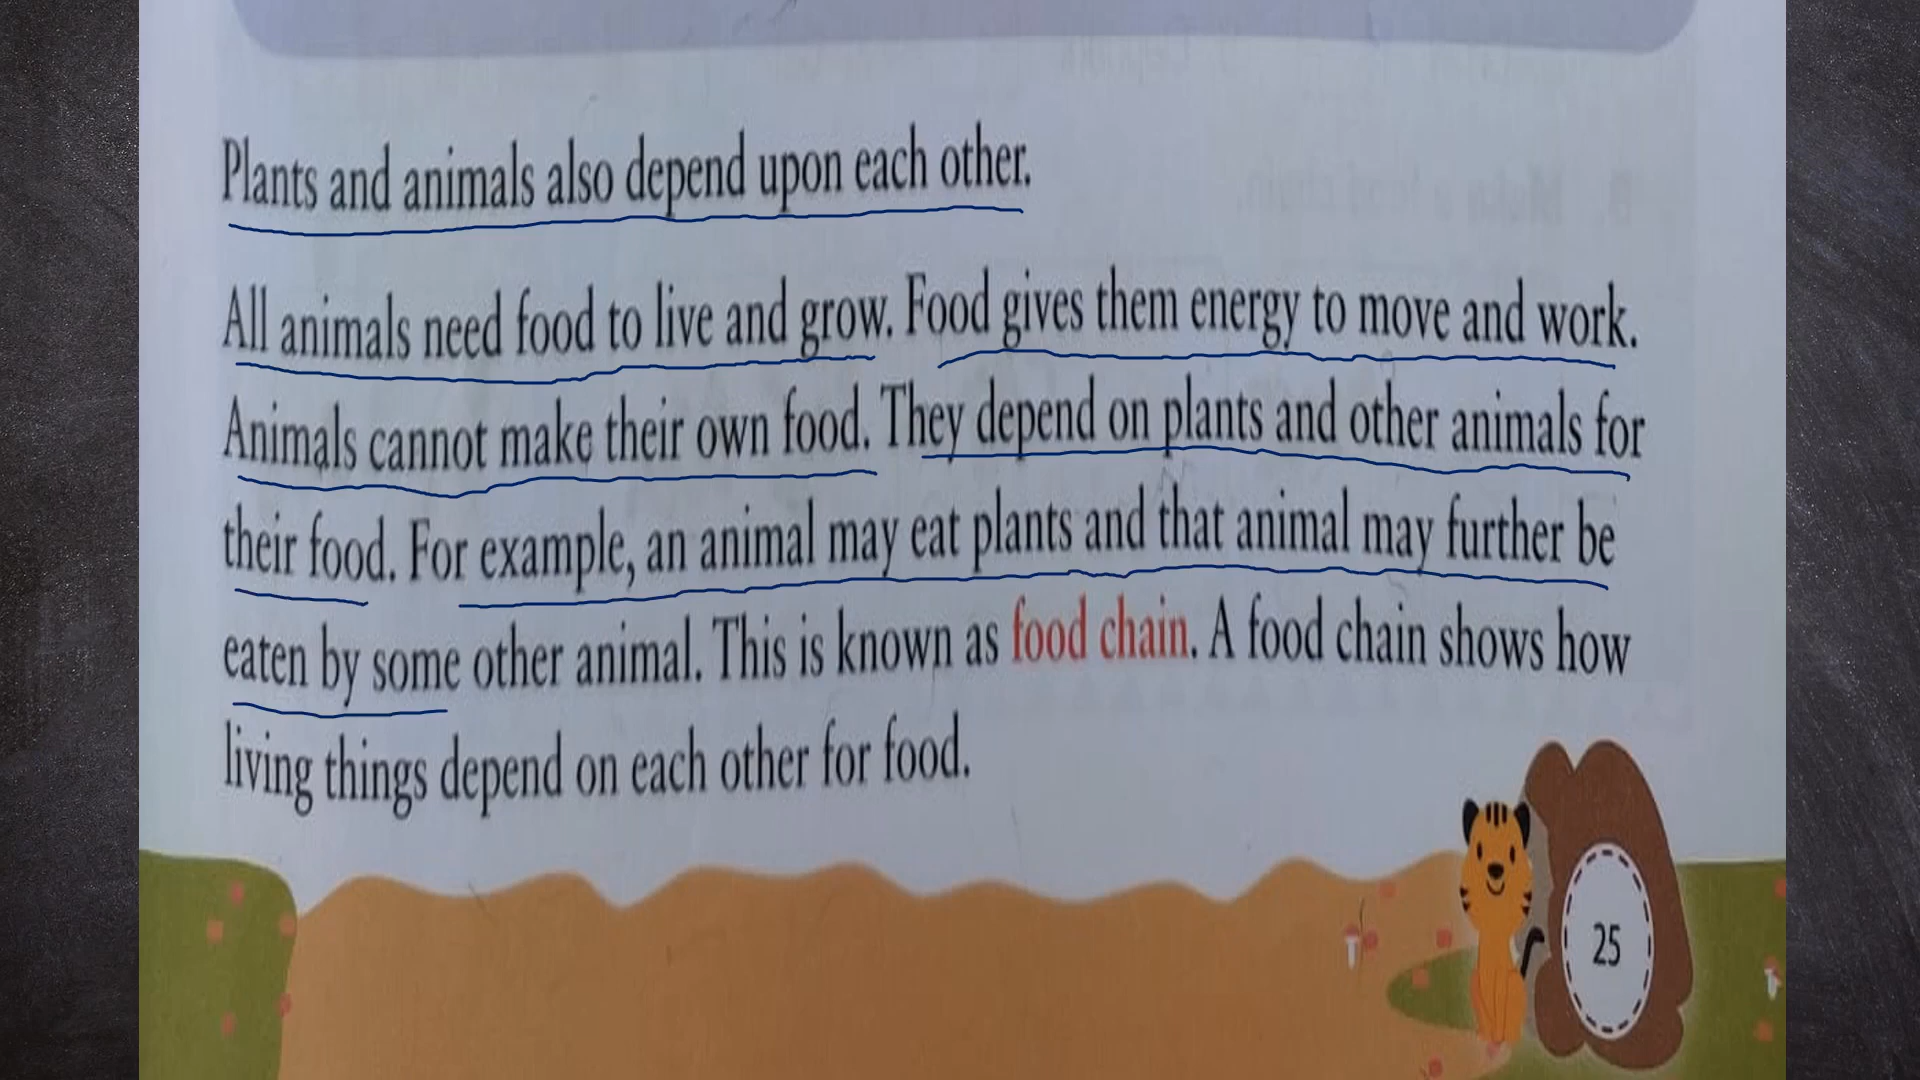 Plants and animals also depend upon each other.
All animals need food to live and grow. Food gives them energy to move and work.
Animals cannot make their own food. They depend on plants and other animals for
their food. For example, an animal may eat plants and that animal may further be
eaten by some other animal. This is known as food chain. A food chain shows how
living things depend on each other for food.
25